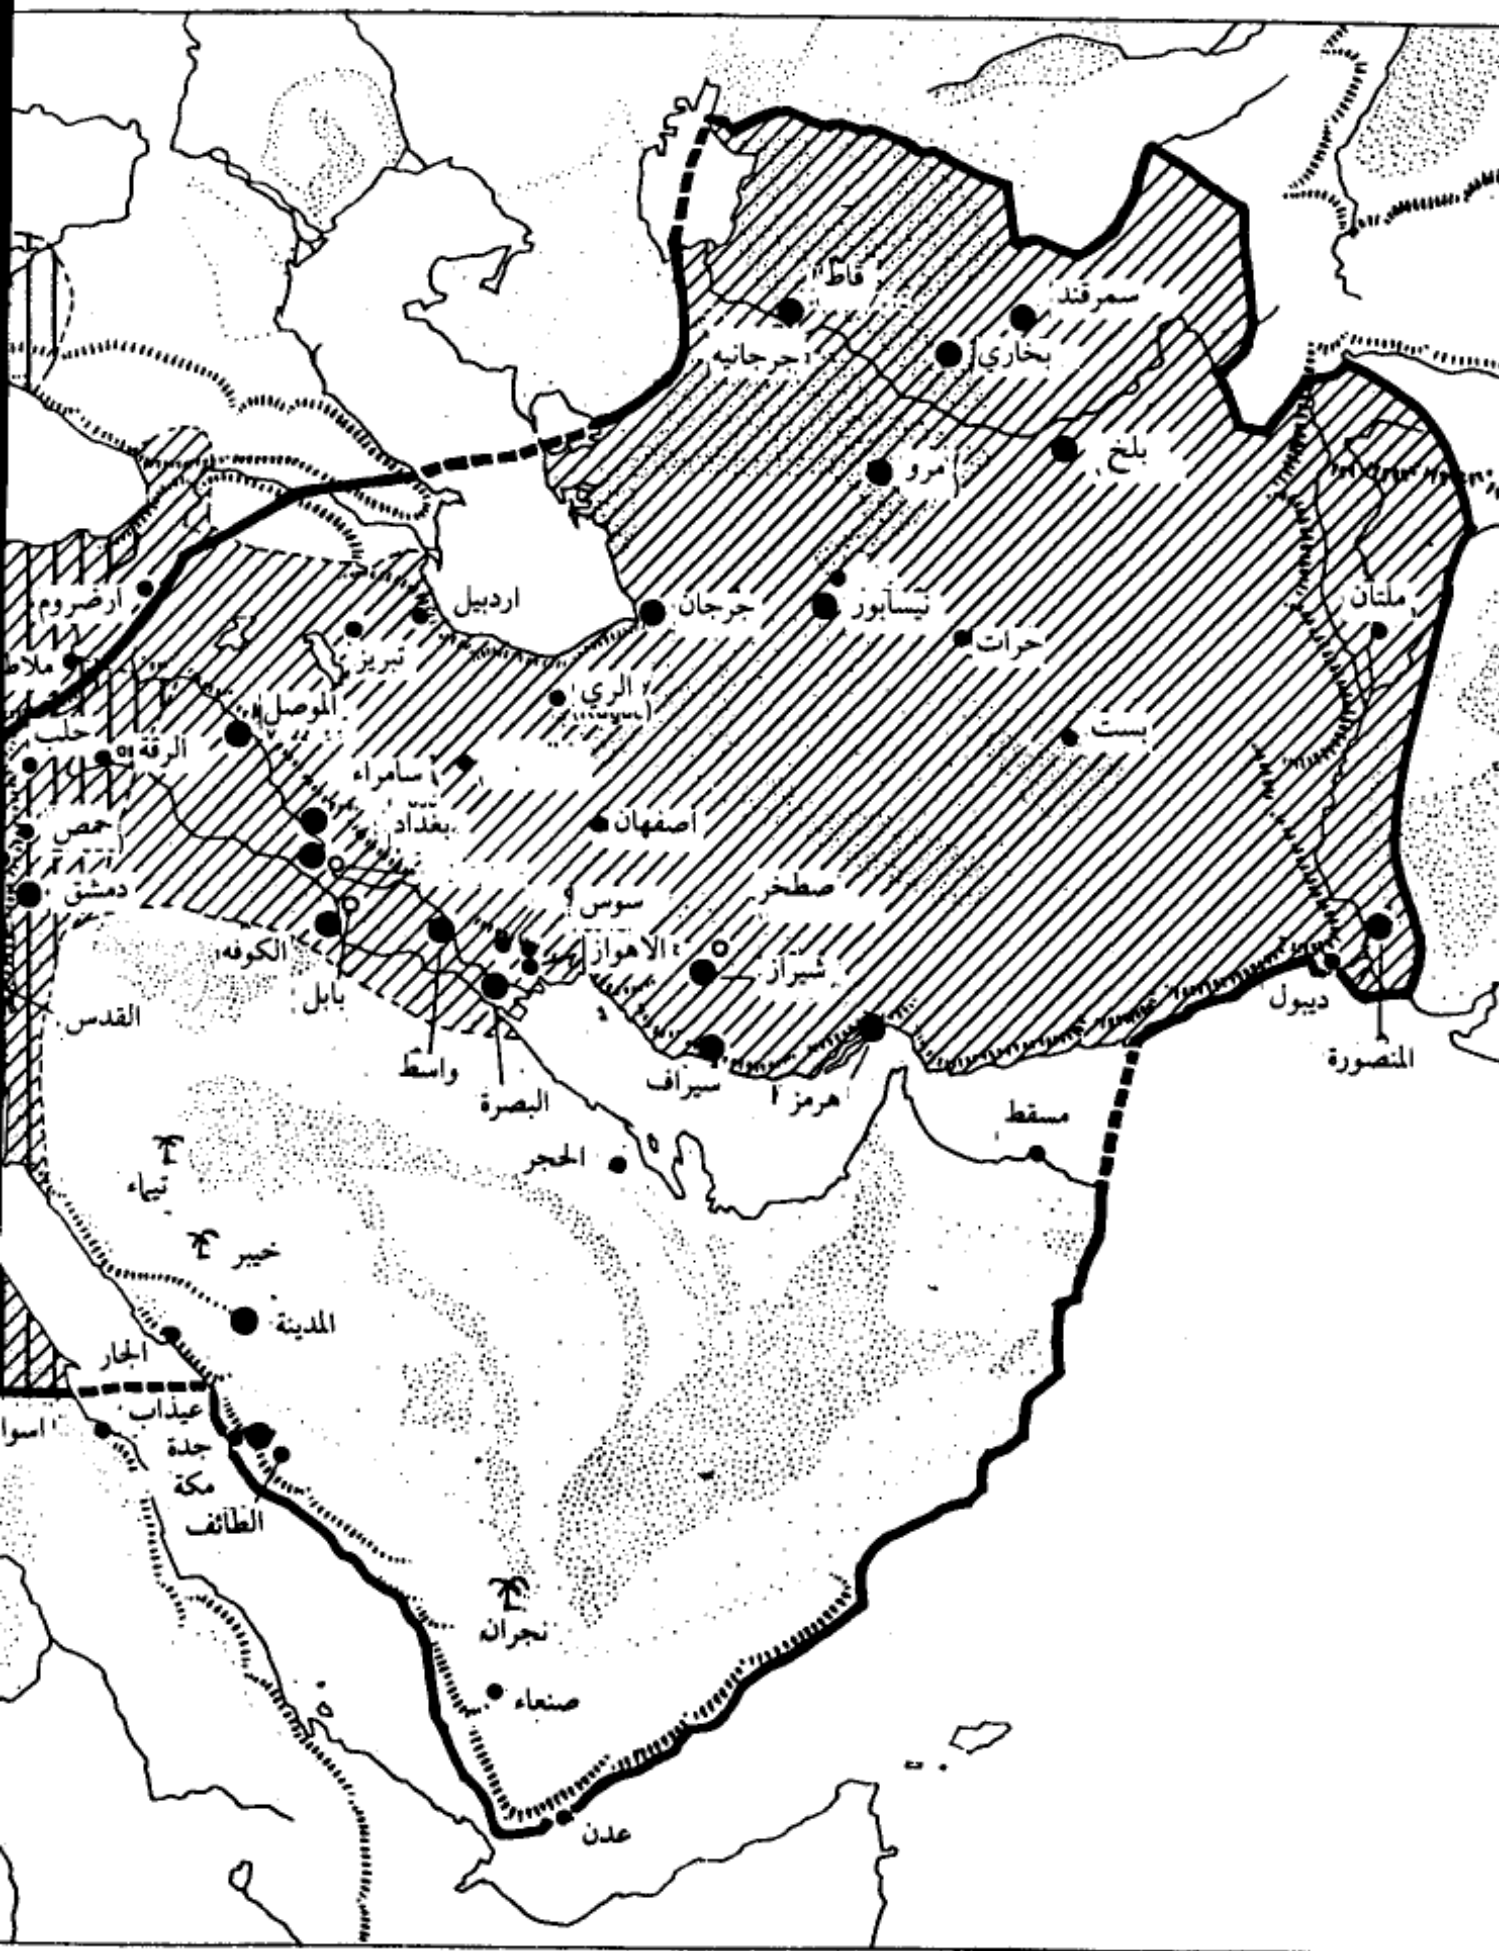 قاط
سمرقند
جرجانيه
بخاري
بلخ
مرو
ارضروم
اردبيل
جرجان
نيسابور
ملتان
حرات
تبريز
ملاط
الري
الموصل
حلب
الرقة
بست
سامراء
بغداد
اصفهان
حمص
دمشق
صطخر
سوس
الاهواز
شيراز
الكوفه
بابل
ديبول
القدس
المنصورة
واسط
سيراف
هرمز
البصرة
مسقط
الحجر
تيماء
خيبر
المدينة
الجار
عيذاب
اسوا
جدة
مكة
الطائف
نجران
صنعاء
عدن